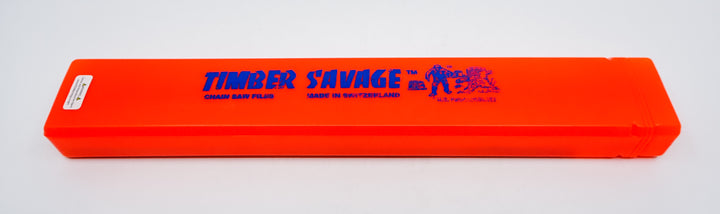 TIMBER SAVAGE™
CHAIN SAW FILES MADE IN SWITZERLAND